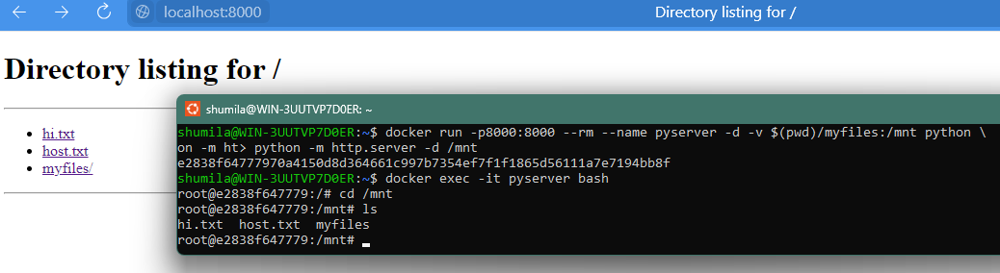 localhost:8000
Directory listing for /
Directory listing for /
hi.txt
host.txt
myfiles/
shumila@WIN-3UUTVP7D0ER: ~
shumila@WIN-3UUTVP7D0ER:~$ docker run -p8000:8000 --rm --name pyserver -d -v $(pwd)/myfiles:/mnt python \
on -m ht> python -m http.server -d /mnt
e2838f64777970a4150d8d364661c997b7354ef7f1f1865d56111a7e7194bb8f
shumila@WIN-3UUTVP7D0ER:~$ docker exec -it pyserver bash
root@e2838f647779:/# cd /mnt
root@e2838f647779:/mnt# ls
hi.txt  host.txt  myfiles
root@e2838f647779:/mnt#